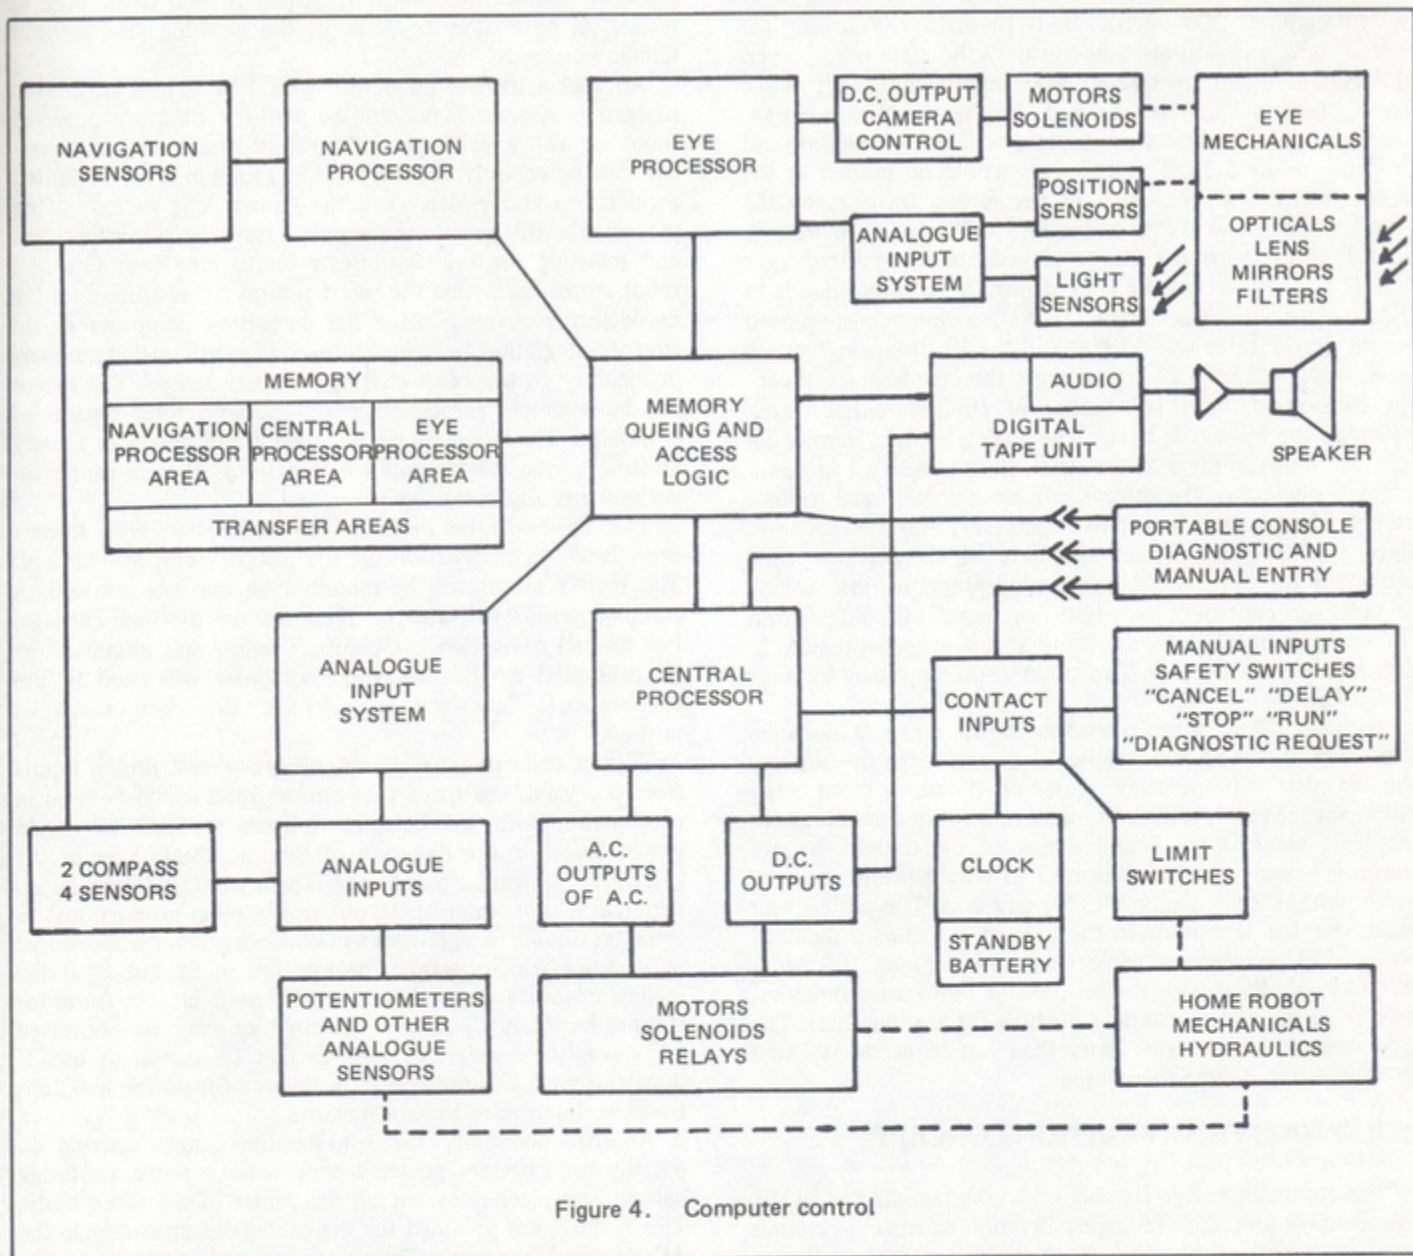 NAVIGATION
SENSORS
NAVIGATION
PROCESSOR
EYE
PROCESSOR
D.C. OUTPUT
CAMERA
CONTROL
MOTORS
SOLENOIDS
EYE
MECHANICALS
POSITION
SENSORS
ANALOGUE
INPUT
SYSTEM
LIGHT
SENSORS
OPTICALS
LENS
MIRRORS
FILTERS
MEMORY
NAVIGATION
PROCESSOR
AREA
CENTRAL
PROCESSOR
AREA
EYE
PROCESSOR
AREA
TRANSFER AREAS
MEMORY
QUEING AND
ACCESS
LOGIC
AUDIO
DIGITAL
TAPE UNIT
SPEAKER
PORTABLE CONSOLE
DIAGNOSTIC AND
MANUAL ENTRY
ANALOGUE
INPUT
SYSTEM
CENTRAL
PROCESSOR
CONTACT
INPUTS
MANUAL INPUTS
SAFETY SWITCHES
"CANCEL" "DELAY"
"STOP" "RUN"
"DIAGNOSTIC REQUEST"
2 COMPASS
4 SENSORS
ANALOGUE
INPUTS
A.C.
OUTPUTS
OF A.C.
D.C.
OUTPUTS
CLOCK
STANDBY
BATTERY
LIMIT
SWITCHES
POTENTIOMETERS
AND OTHER
ANALOGUE
SENSORS
MOTORS
SOLENOIDS
RELAYS
HOME ROBOT
MECHANICALS
HYDRAULICS
Figure 4. Computer control